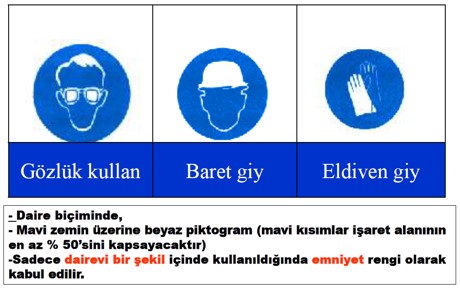 Gözlük kullan
Baret giy
Eldiven giy
- Daire biçiminde,
- Mavi zemin üzerine beyaz piktogram (mavi kısımlar işaret alanının
en az % 50’sini kapsayacaktır)
-Sadece dairevi bir şekil içinde kullanıldığında emniyet rengi olarak
kabul edilir.